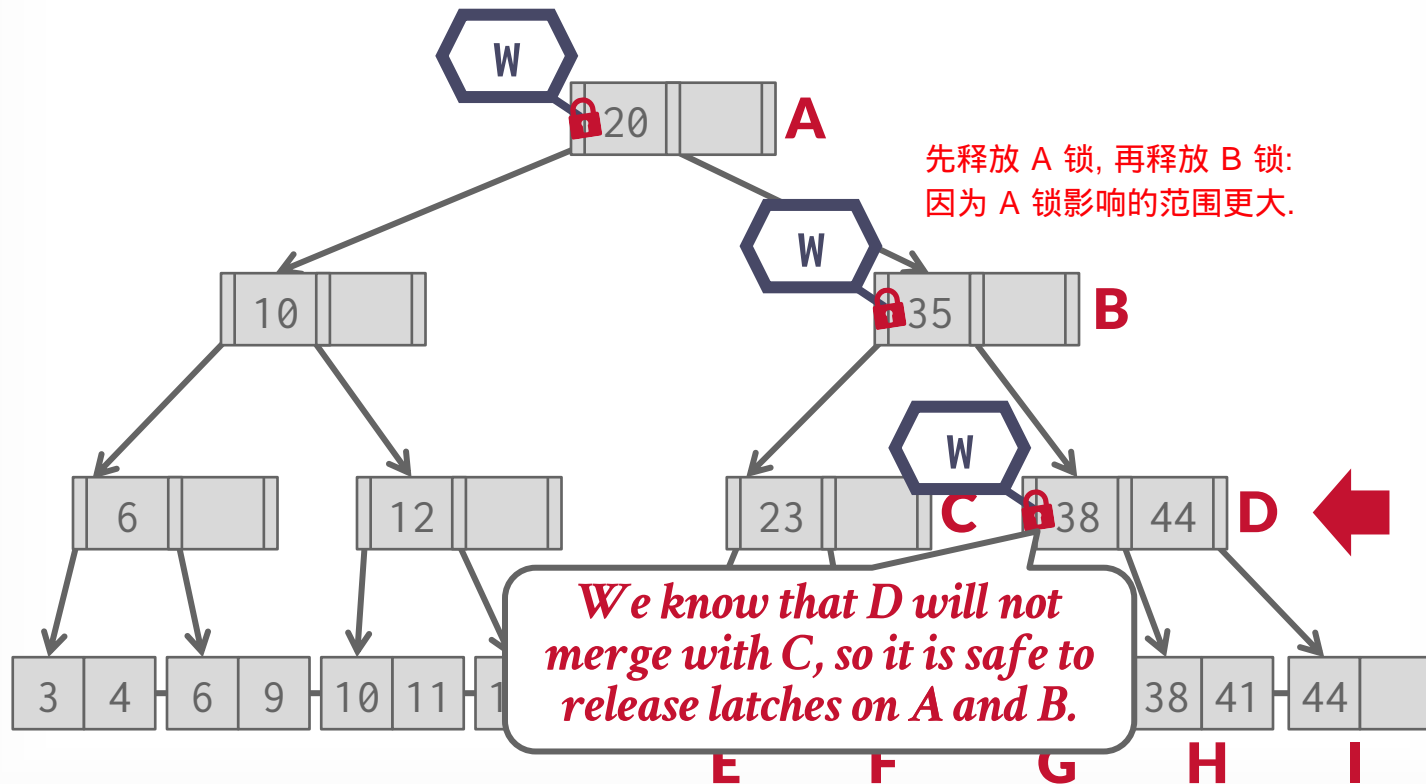 W
20
A
先释放 A 锁, 再释放 B 锁:
因为 A 锁影响的范围更大.
W
10
35
B
W
6
12
23
C
38 44
D
We know that D will not
merge with C, so it is safe to
release latches on A and B.
3 4 6 9 10 11 38 41 44
E F G H I